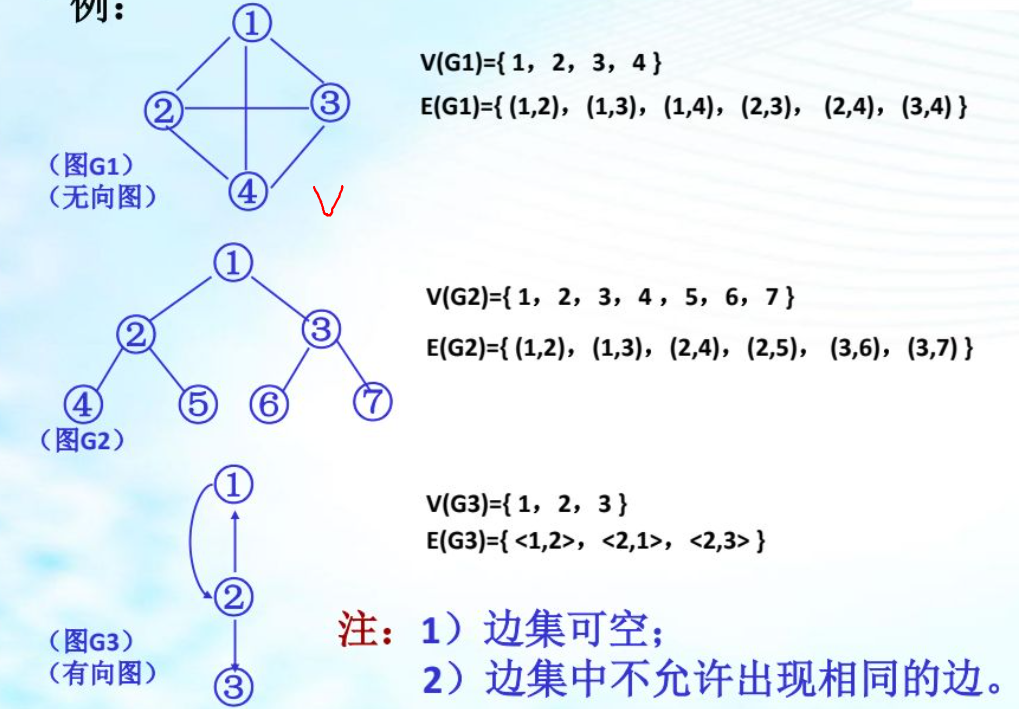 例：
①
②
③
④
（图G1）
（无向图）
V(G1)={ 1，2，3，4 }
E(G1)={ (1,2)，(1,3)，(1,4)，(2,3)， (2,4)，(3,4) }
①
②
③
④
⑤
⑥
⑦
（图G2）
V(G2)={ 1，2，3，4 ，5，6，7 }
E(G2)={ (1,2)，(1,3)，(2,4)，(2,5)， (3,6)，(3,7) }
①
②
③
（图G3）
（有向图）
V(G3)={ 1，2，3 }
E(G3)={ <1,2>，<2,1>，<2,3> }
注：1）边集可空；
2）边集中不允许出现相同的边。